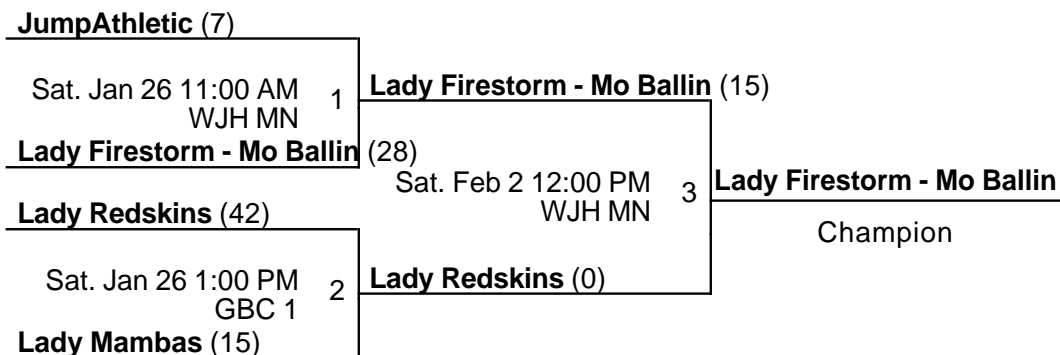 JumpAthletic (7)
Sat. Jan 26 11:00 AM
WJH MN
1
Lady Firestorm - Mo Ballin (15)
Lady Firestorm - Mo Ballin (28)
Sat. Feb 2 12:00 PM
WJH MN
3
Lady Firestorm - Mo Ballin
Champion
Lady Redskins (42)
Sat. Jan 26 1:00 PM
GBC 1
2
Lady Redskins (0)
Lady Mambas (15)